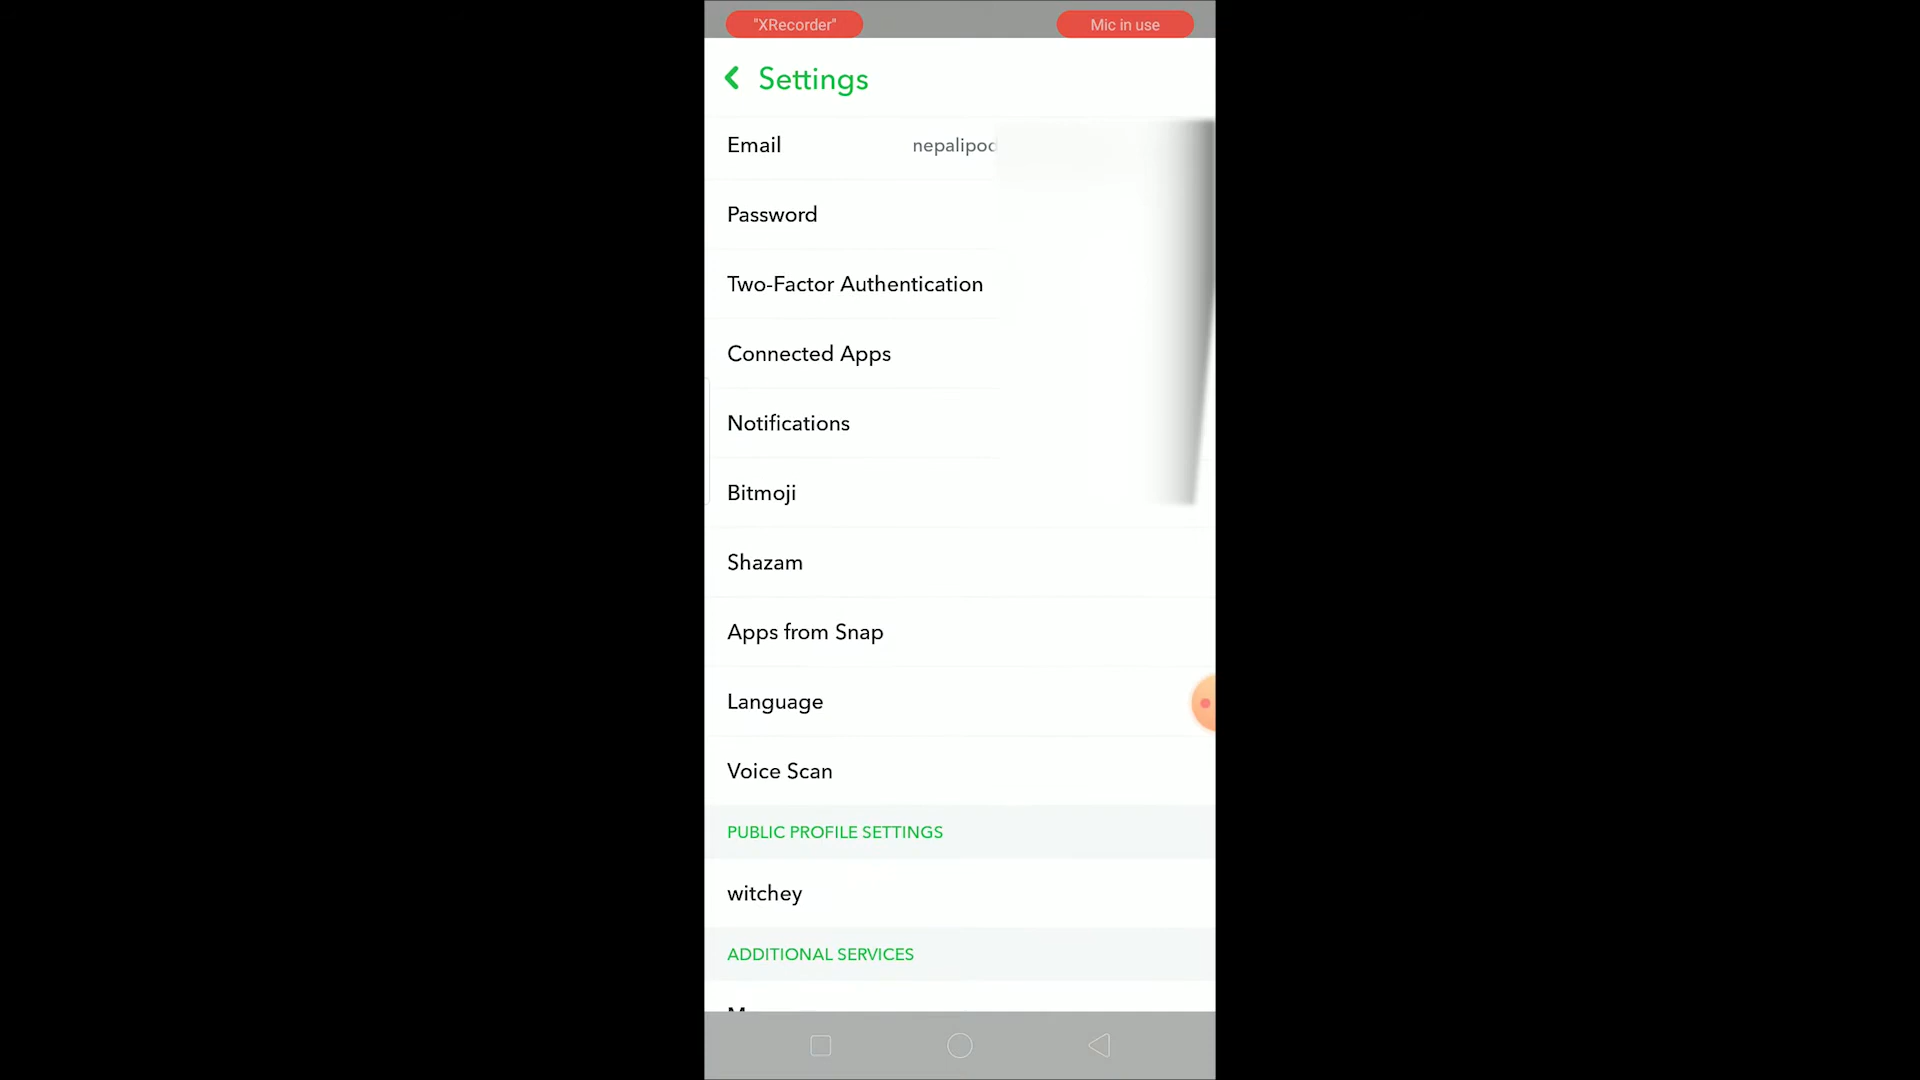 "XRecorder"
Mic in use
Settings
Email
Password
Two-Factor Authentication
Connected Apps
Notifications
Bitmoji
Shazam
Apps from Snap
Language
Voice Scan
PUBLIC PROFILE SETTINGS
witchey
ADDITIONAL SERVICES